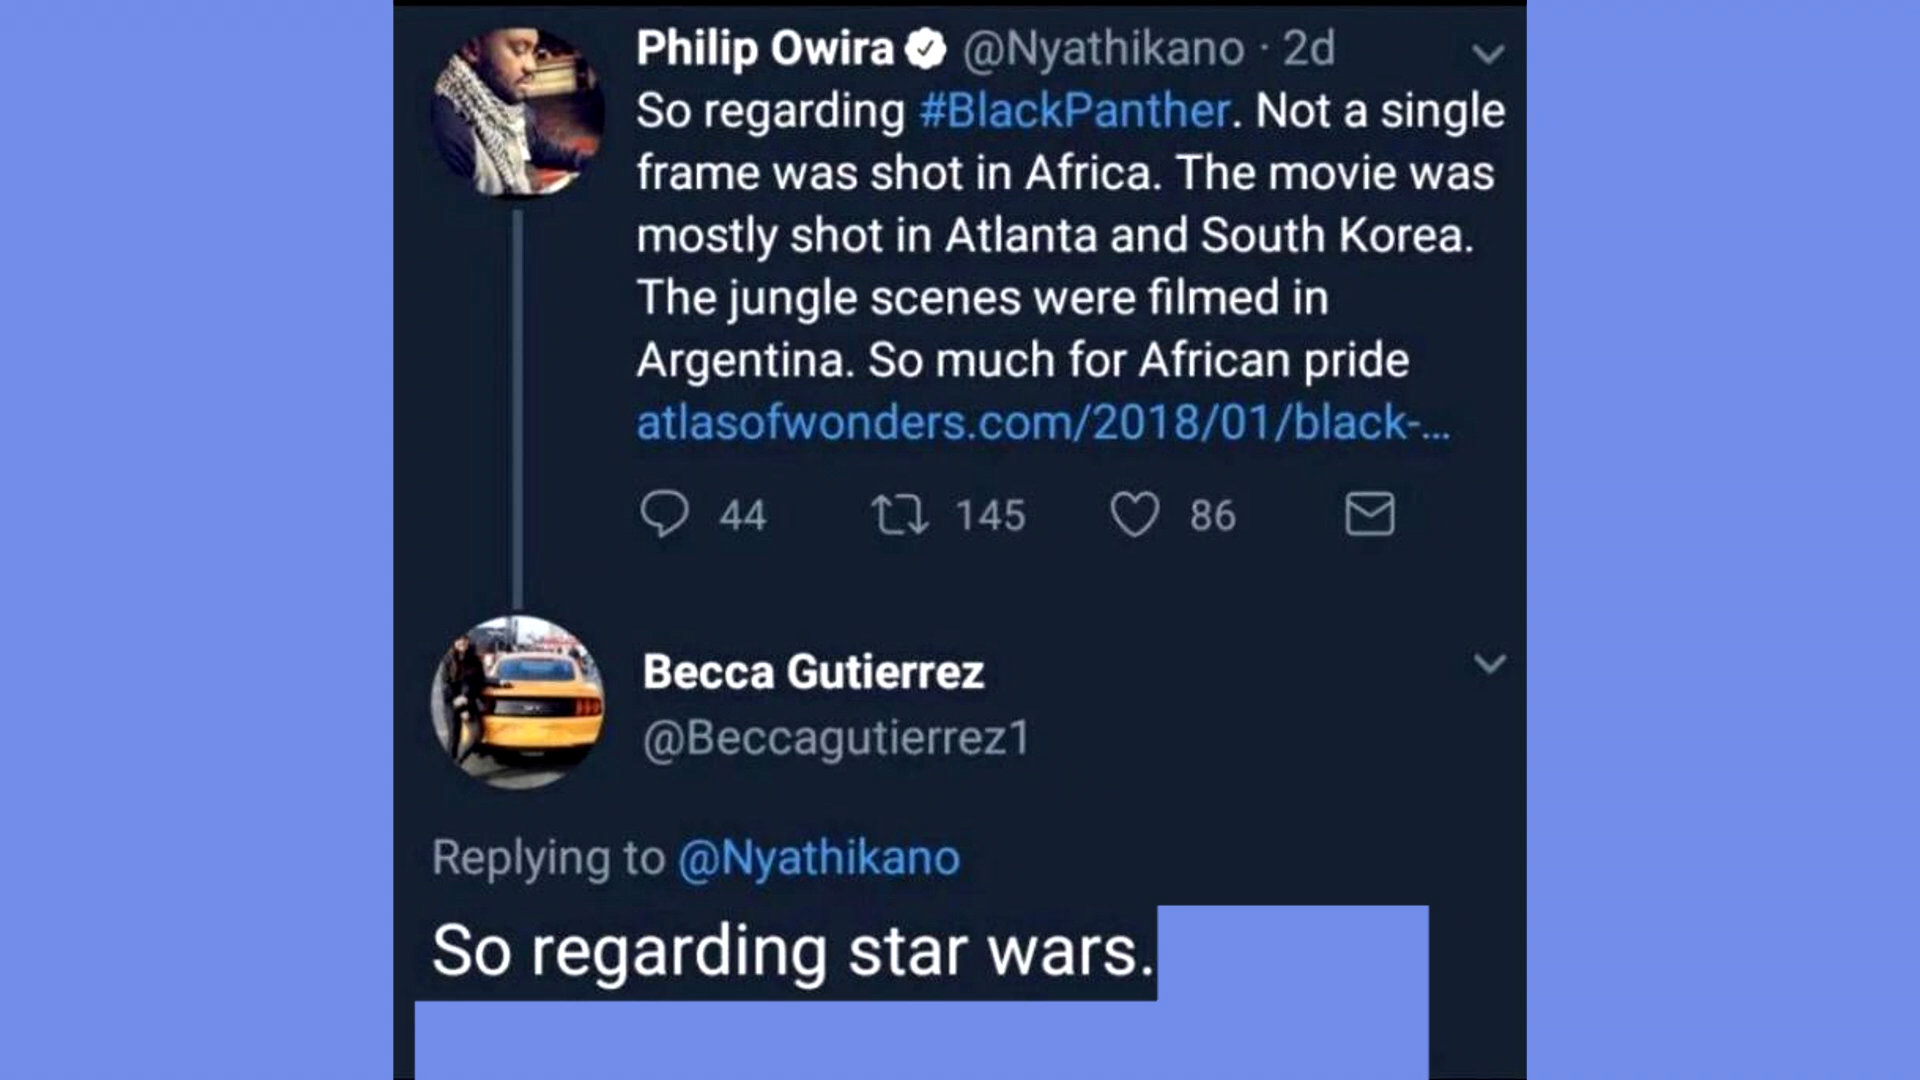 Philip Owira @Nyathikano · 2d
So regarding #BlackPanther. Not a single
frame was shot in Africa. The movie was
mostly shot in Atlanta and South Korea.
The jungle scenes were filmed in
Argentina. So much for African pride
atlasofwonders.com/2018/01/black-...
44 145 86
Becca Gutierrez
@Beccagutierrez1
Replying to @Nyathikano
So regarding star wars.